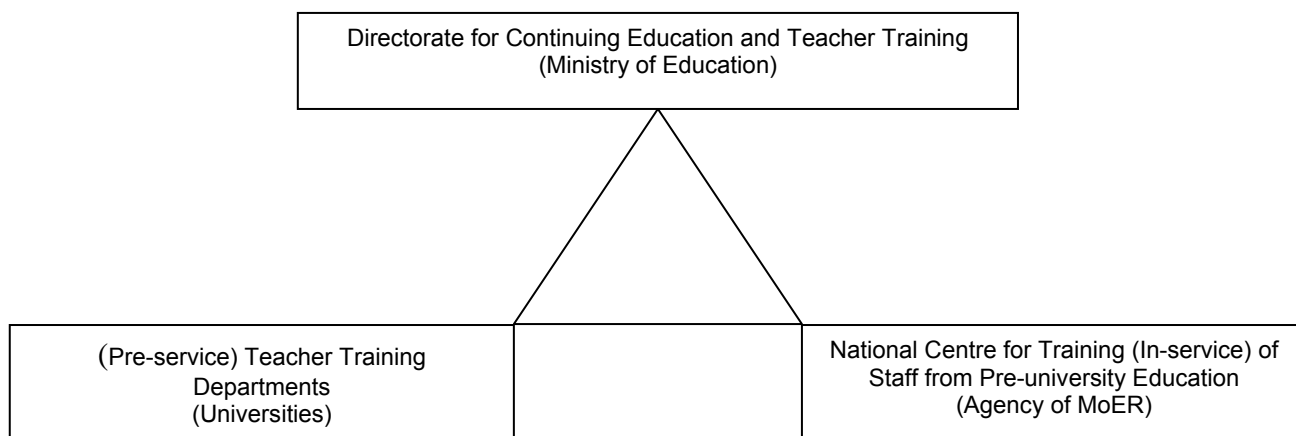 Directorate for Continuing Education and Teacher Training
(Ministry of Education)
(Pre-service) Teacher Training
Departments
(Universities)
National Centre for Training (In-service) of
Staff from Pre-university Education
(Agency of MoER)